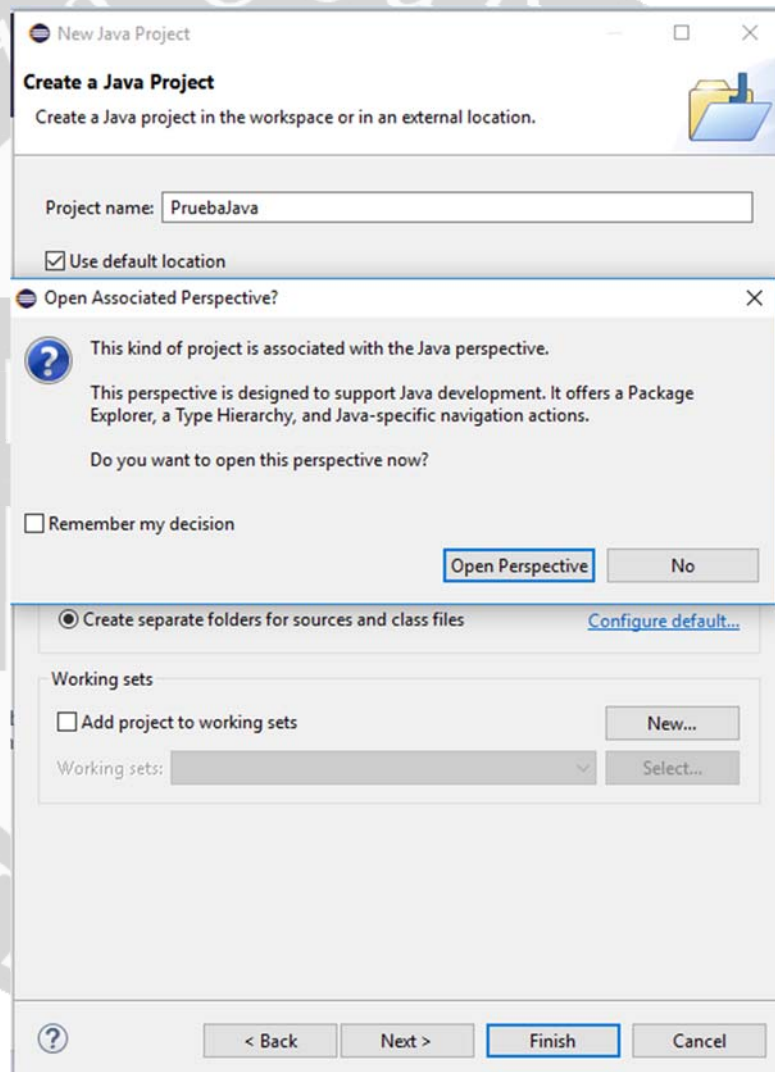 New Java Project
Create a Java Project
Create a Java project in the workspace or in an external location.
Project name: PruebaJava
Use default location
Open Associated Perspective?
This kind of project is associated with the Java perspective.
This perspective is designed to support Java development. It offers a Package
Explorer, a Type Hierarchy, and Java-specific navigation actions.
Do you want to open this perspective now?
Remember my decision
Open Perspective No
Create separate folders for sources and class files Configure default...
Working sets
Add project to working sets New...
Working sets: Select...
< Back Next > Finish Cancel